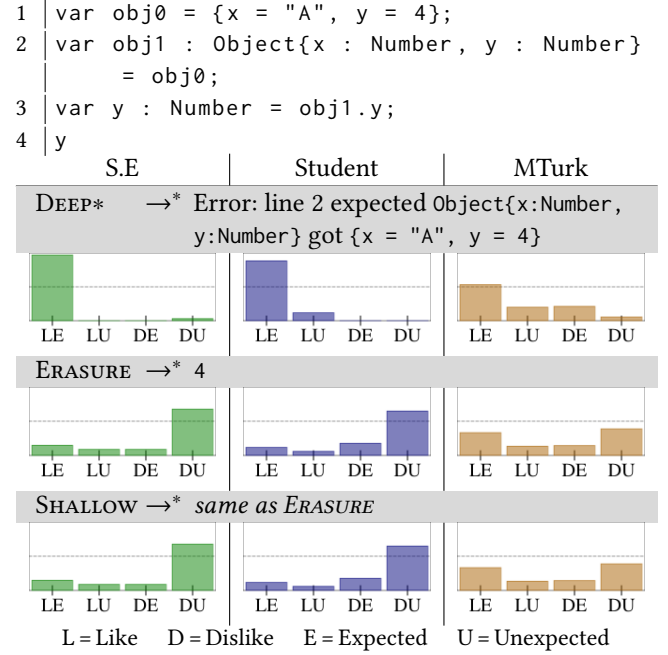 1 var obj0 = {x = "A", y = 4};
2 var obj1 : Object{x : Number, y : Number}
= obj0;
3 var y : Number = obj1.y;
4 y
S.E Student MTurk
DEEP* →* Error: line 2 expected Object{x:Number,
y:Number} got {x = "A", y = 4}
LE LU DE DU LE LU DE DU LE LU DE DU
ERASURE →* 4
LE LU DE DU LE LU DE DU LE LU DE DU
SHALLOW →* same as ERASURE
LE LU DE DU LE LU DE DU LE LU DE DU
L = Like D = Dislike E = Expected U = Unexpected